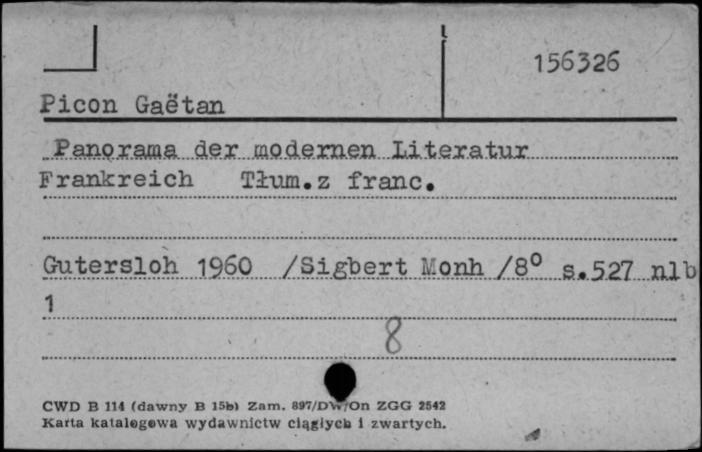 156326
Picon Gaëtan
Panorama der modernen Literatur
Frankreich Tłum.z franc.
Gutersloh 1960 /Sigbert Monh /8° s.527 nlb
1
8
CWD B 114 (dawny B 15b) Zam. 897/DW/On ZGG 2542
Karta katalogowa wydawnictw ciągłych i zwartych.